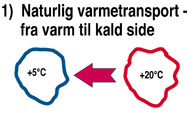 1) Naturlig varmetransport -
fra varm til kald side
+5°C
+20°C